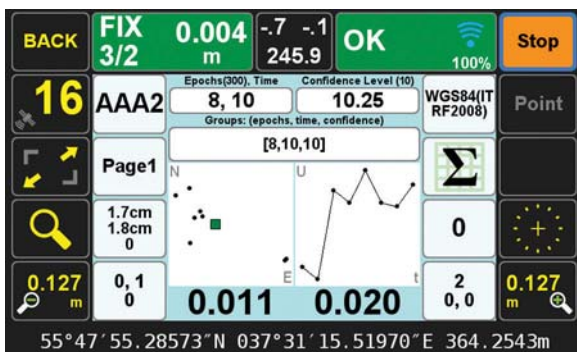 BACK
FIX
3/2
0.004
m
-.7 -.1
245.9
OK
100%
Stop
16
AAA2
Epochs(300), Time
8, 10
Confidence Level (10)
10.25
WGS84(IT
RF2008)
Point
Groups: (epochs, time, confidence)
[8,10,10]
Page1
N
U
Σ
1.7cm
1.8cm
0
0
0.127
m
0, 1
0
E
t
0.011
0.020
2
0, 0
0.127
m
55°47′55.28573″N 037°31′15.51970″E 364.2543m